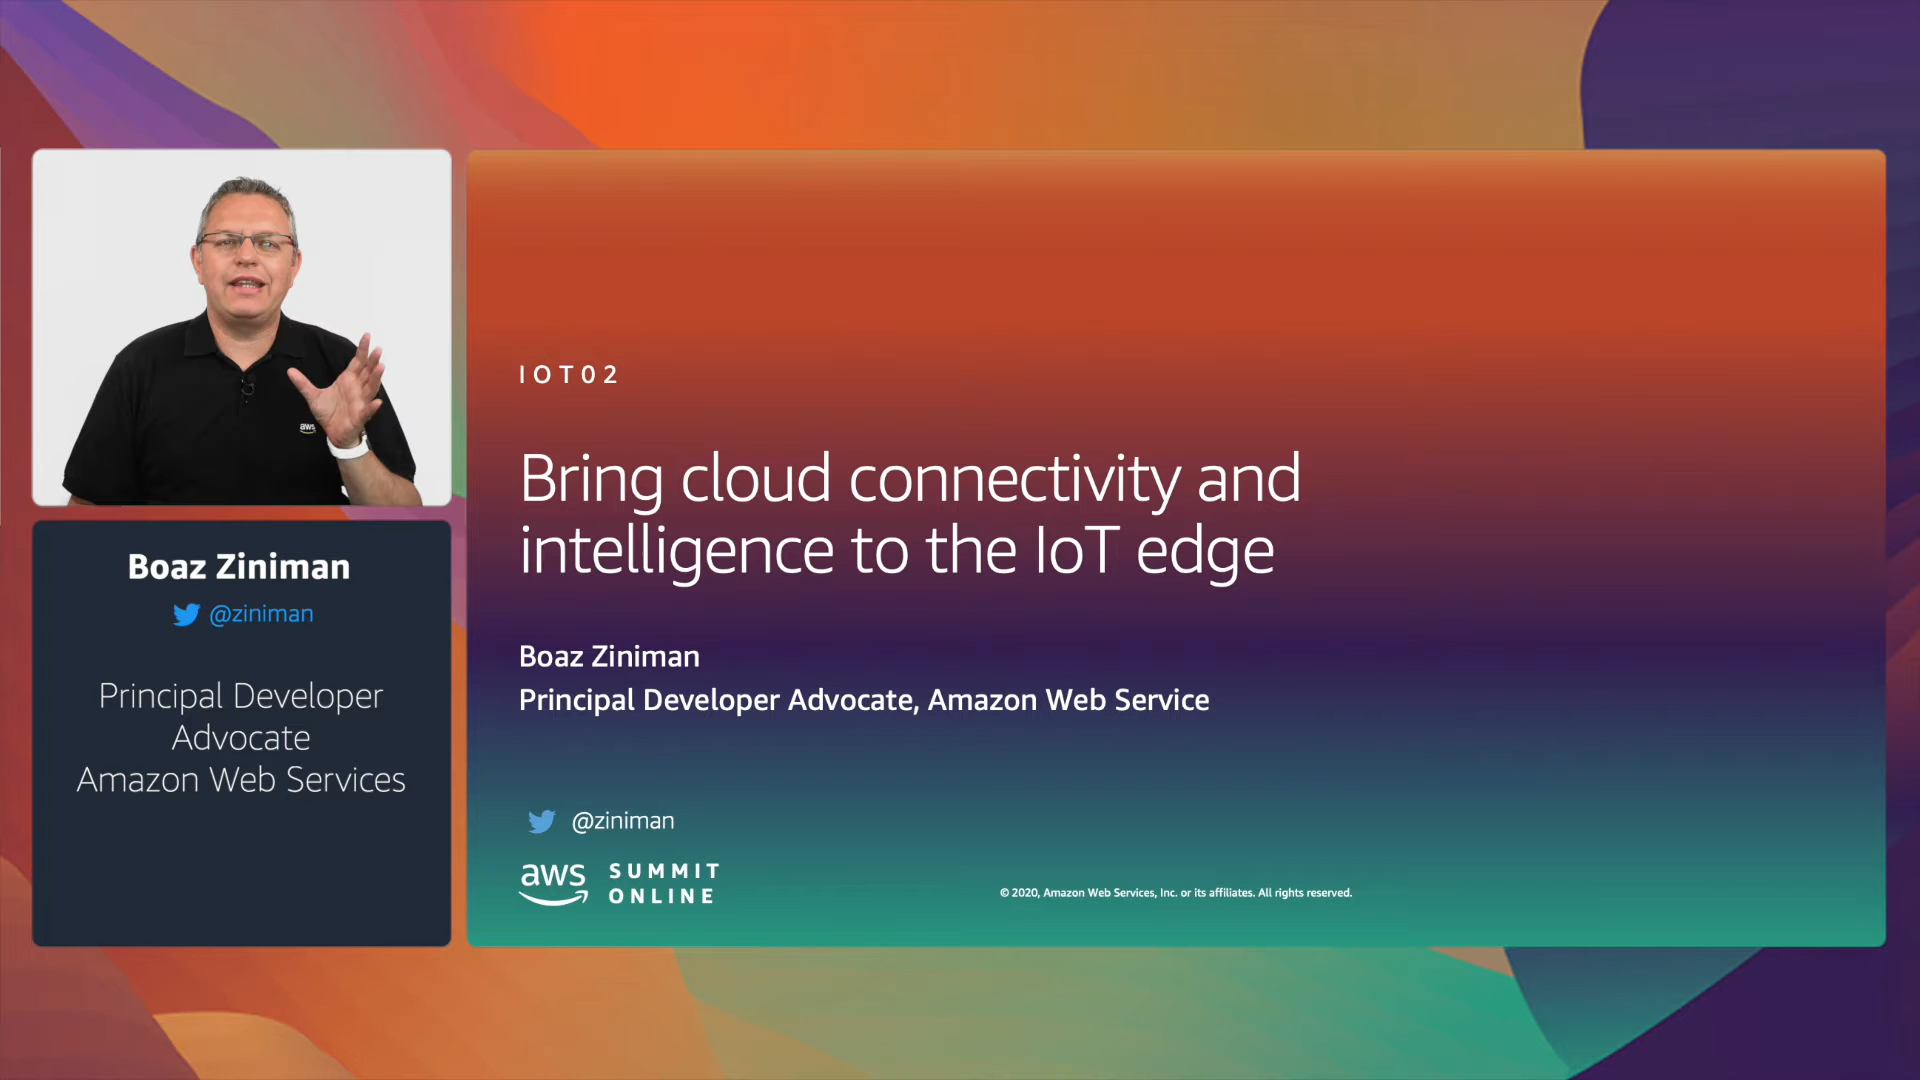 aws
Boaz Ziniman
@ziniman
Principal Developer
Advocate
Amazon Web Services
IOT02
Bring cloud connectivity and
intelligence to the IoT edge
Boaz Ziniman
Principal Developer Advocate, Amazon Web Service
@ziniman
aws SUMMIT
ONLINE
© 2020, Amazon Web Services, Inc. or its affiliates. All rights reserved.